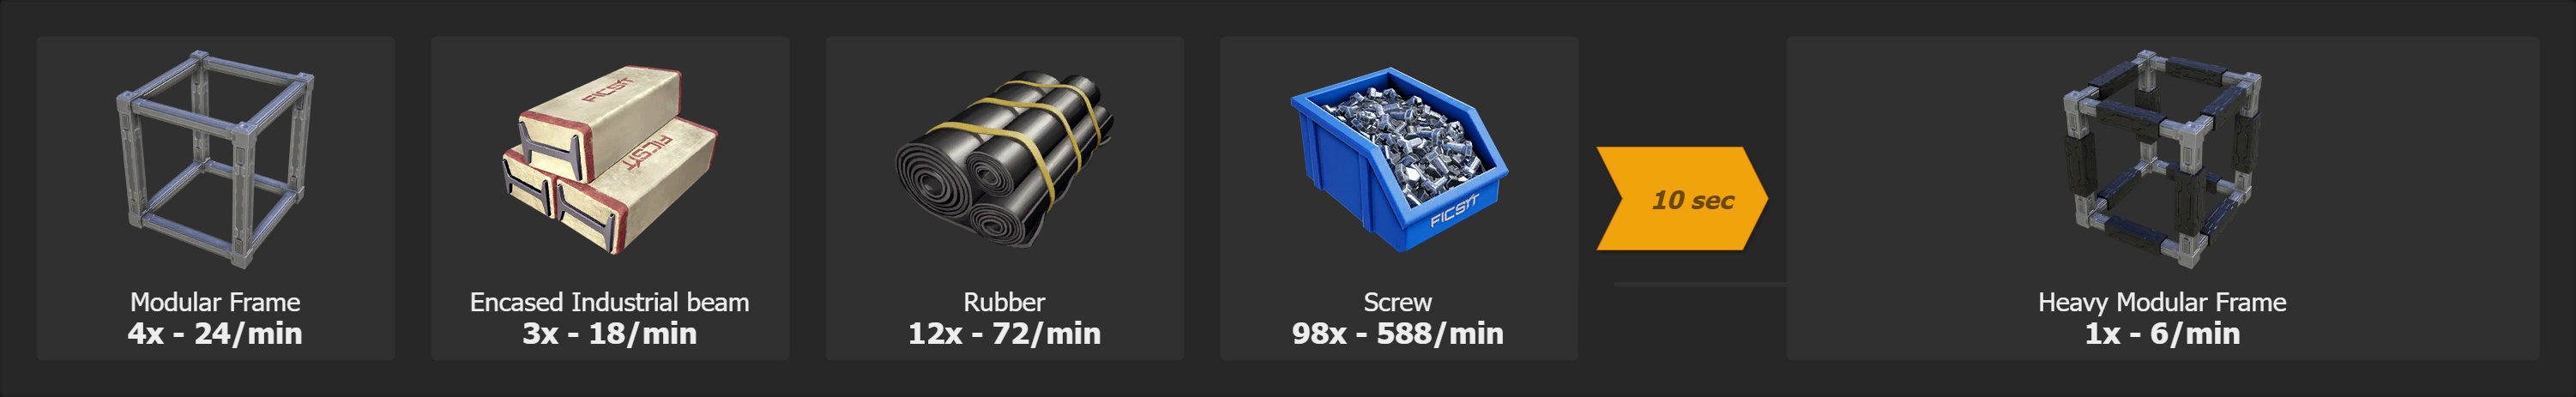 FICSIT
FICSIT
FICSIT
10 sec
Modular Frame
4x - 24/min
Encased Industrial beam
3x - 18/min
Rubber
12x - 72/min
Screw
98x - 588/min
Heavy Modular Frame
1x - 6/min